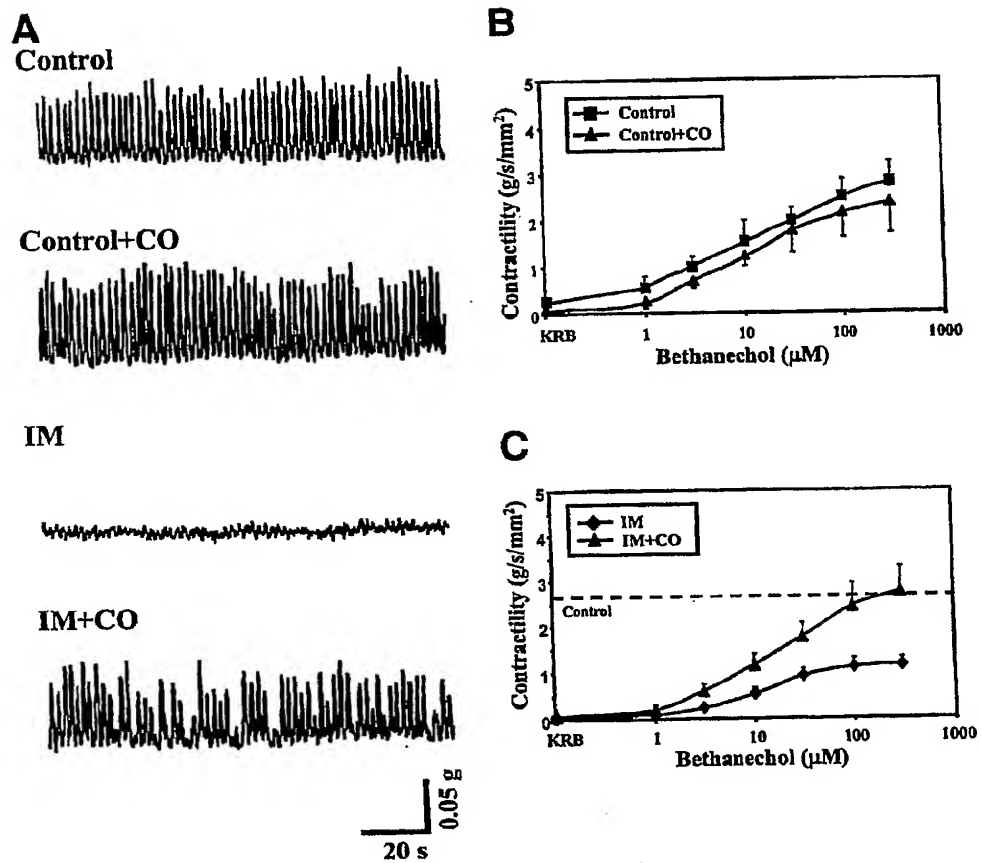 A
Control
Control+CO
IM
IM+CO
0.05 g
20 s
B
Contractility (g/s/mm²)
5
4
3
2
1
0
Control
Control+CO
KRB
1
10
100
1000
Bethanechol (μM)
C
Contractility (g/s/mm²)
5
4
3
2
1
0
IM
IM+CO
Control
KRB
1
10
100
1000
Bethanechol (μM)